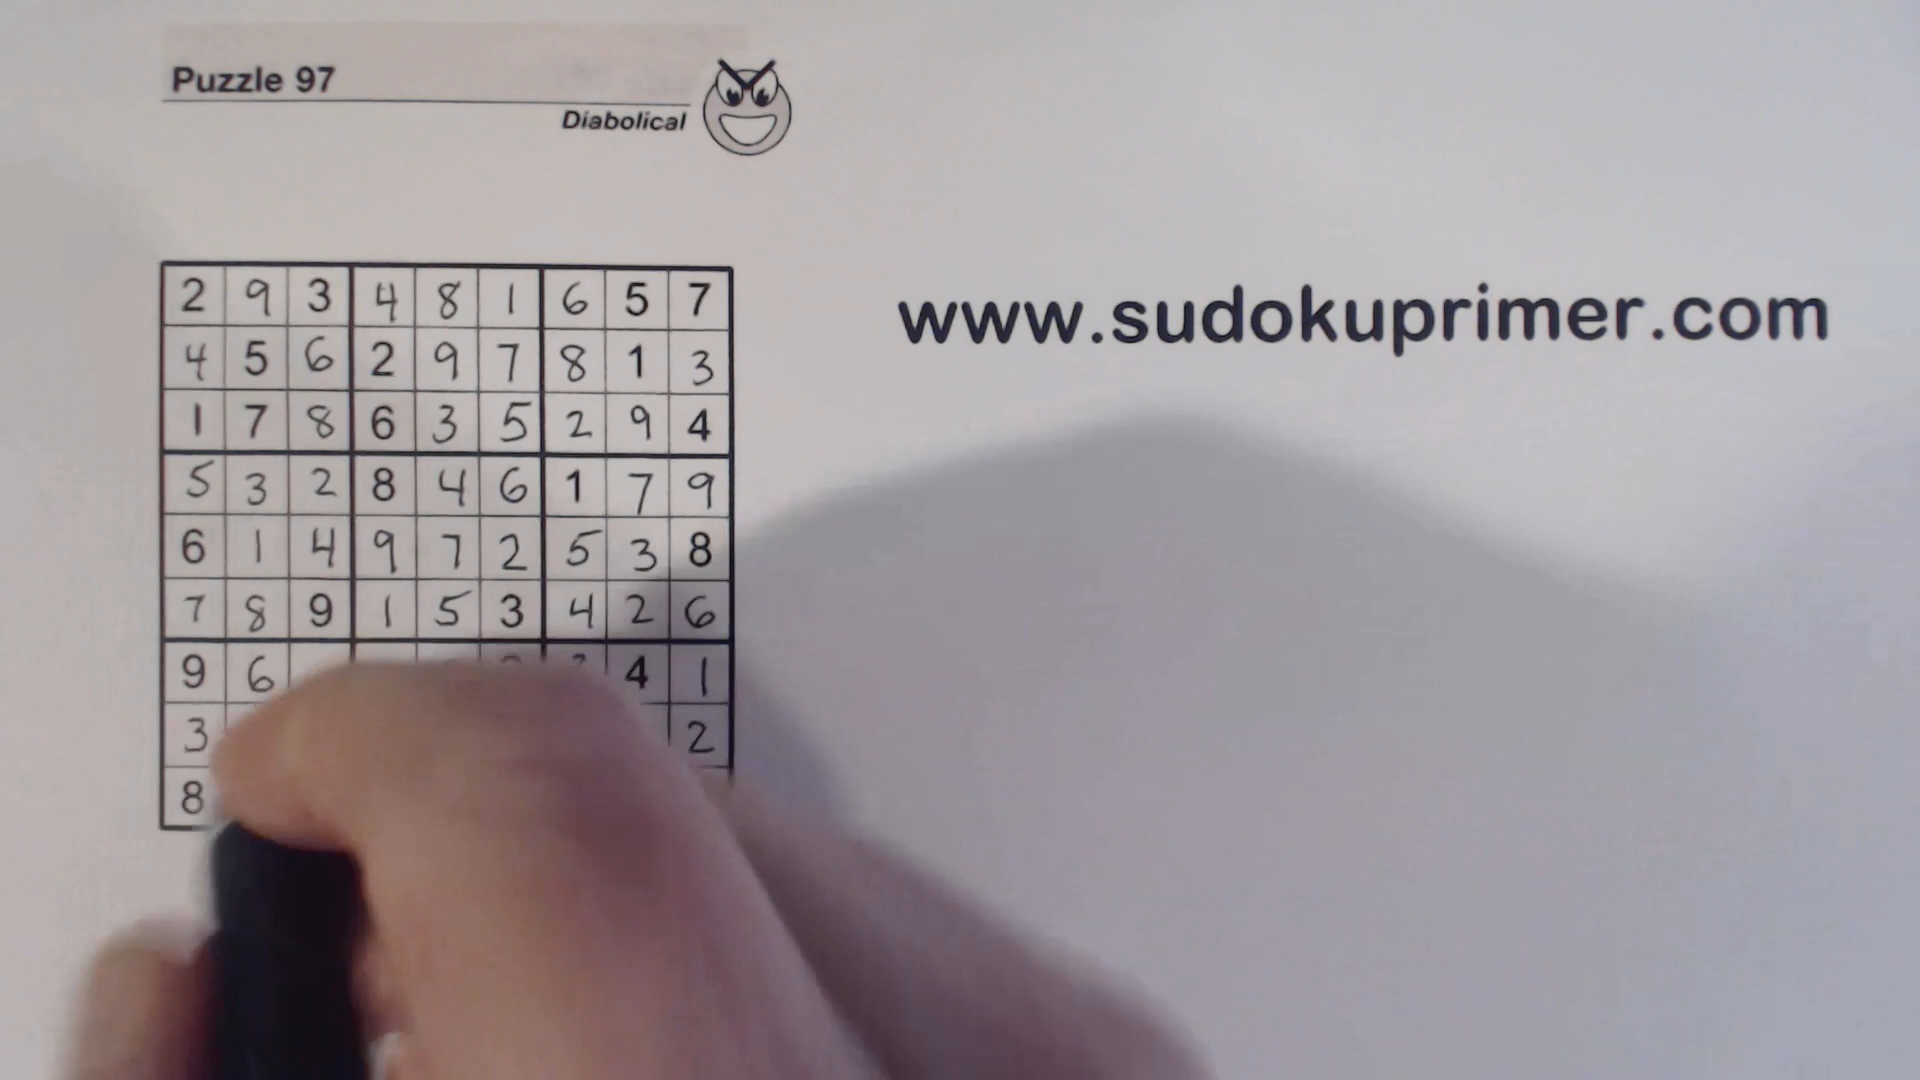 Puzzle 97
Diabolical
www.sudokuprimer.com
2 9 3 4 8 1 6 5 7
4 5 6 2 9 7 8 1 3
1 7 8 6 3 5 2 9 4
5 3 2 8 4 6 1 7 9
6 1 4 9 7 2 5 3 8
7 8 9 1 5 3 4 2 6
9 6 4 1
3 2
8